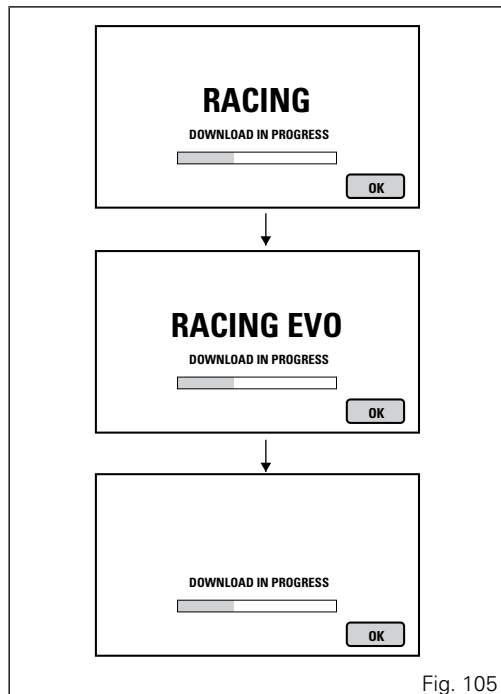 RACING
DOWNLOAD IN PROGRESS
OK
RACING EVO
DOWNLOAD IN PROGRESS
OK
DOWNLOAD IN PROGRESS
OK
Fig. 105